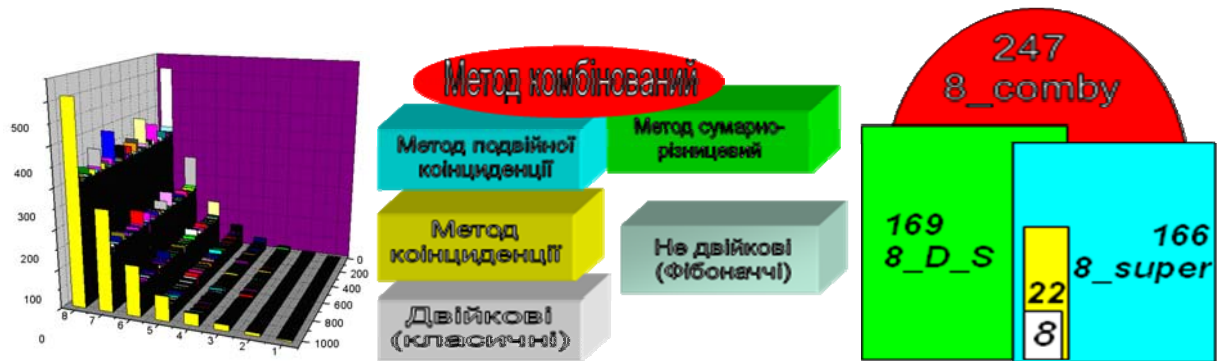 500
400
300
200
100
0
8
7
6
5
4
3
2
1
0
200
400
600
800
1000
Метод комбінований
Метод подвійної
коінциденції
Метод сумарно-
різницевий
Метод
коінциденції
Не двійкові
(Фібоначчі)
Двійкові
(класичні)
247
8_comby
169
8_D_S
166
8_super
22
8